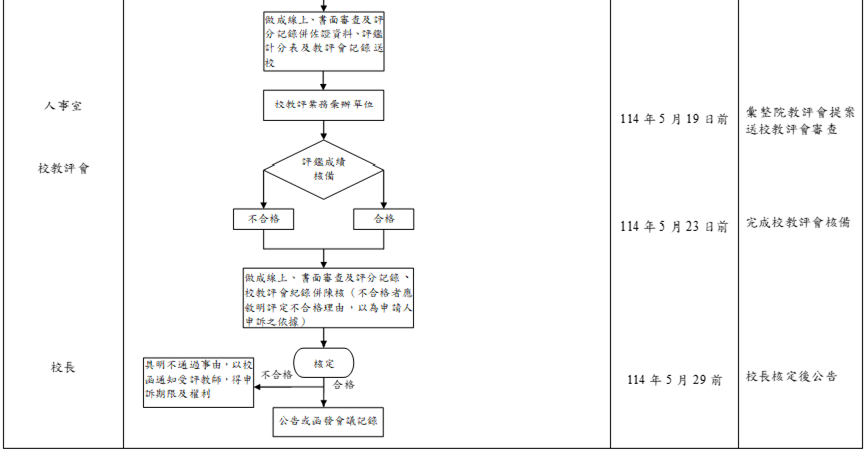 做成線上、書面審查及評
分記錄併佐證資料、評鑑
計分表及教評會記錄送
校
人事室
校教評業務彙辦單位
114 年 5 月 19 日前
彙整院教評會提案
送校教評會審查
校教評會
評鑑成績
核備
不合格
合格
114 年 5 月 23 日前
完成校教評會核備
做成線上、書面審查及評分記錄、
校教評會紀錄併陳核（不合格者應
敘明評定不合格理由，以為申請人
申訴之依據）
校長
核定
具明不通過事由，以校
函通知受評教師，得申
訴期限及權利
不合格
合格
114 年 5 月 29 前
校長核定後公告
公告或函發會議記錄